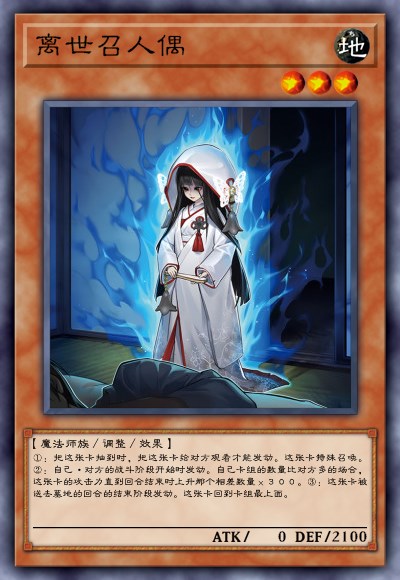 离世召人偶
地
【魔法师族／调整／效果】
①：把这张卡抽到时，把这张卡给对方观看才能发动。这张卡特殊召唤。
②：自己·对方的战斗阶段开始时发动。自己卡组的数量比对方多的场合，
这张卡的攻击力直到回合结束时上升那个相差数量×３００。③：这张卡被
送去墓地的回合的结束阶段发动。这张卡回到卡组最上面。
ATK/ 0 DEF/2100